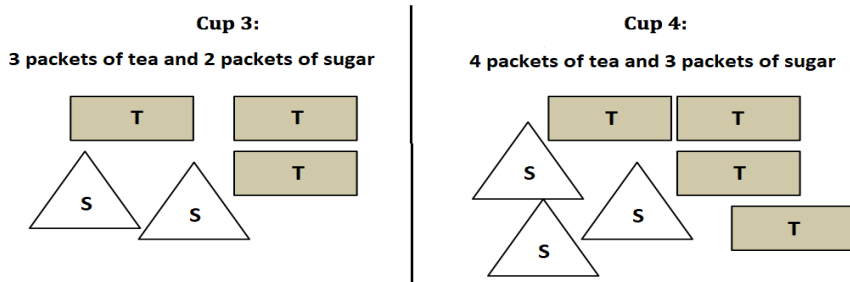 Cup 3:
3 packets of tea and 2 packets of sugar
T
T
T
S
S
Cup 4:
4 packets of tea and 3 packets of sugar
T
T
S
T
S
T
S